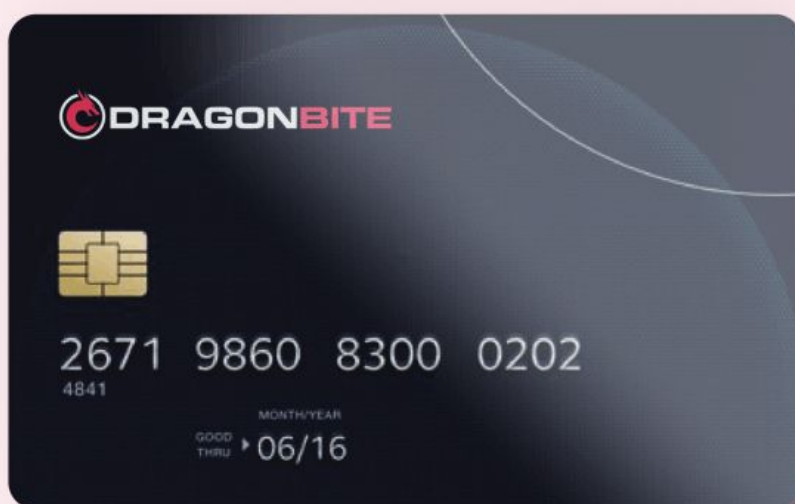 DRAGONBITE
2671 9860 8300 0202
4841
MONTH/YEAR
GOOD THRU 06/16